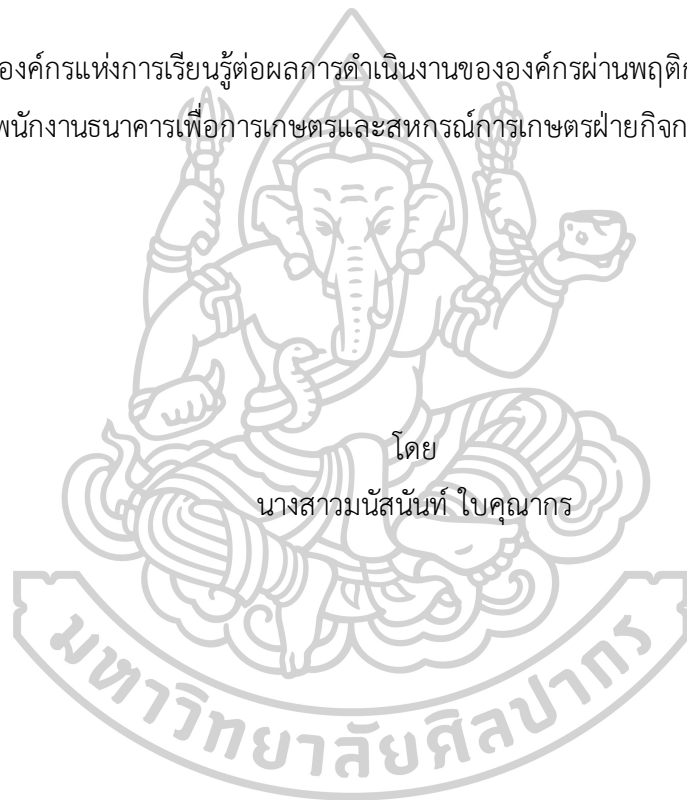 องค์กรแห่งการเรียนรู้ต่อผลการดำเนินงานขององค์กรผ่านพฤติก
พนักงานธนาคารเพื่อการเกษตรและสหกรณ์การเกษตรฝ่ายกิจก
โดย
นางสาวมนัสนันท์ ใบคุณากร
มหาวิทยาลัยศิลปากร